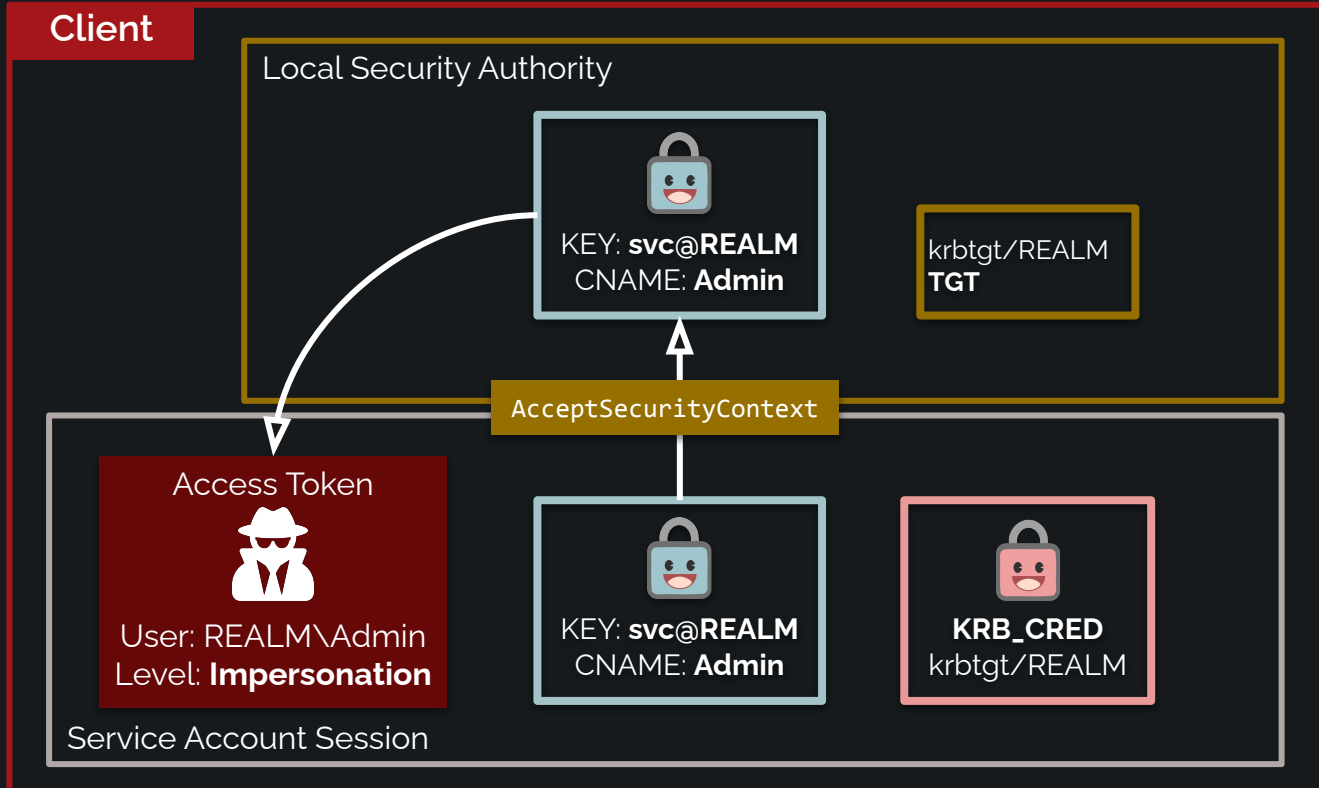 Client
Local Security Authority
KEY: svc@REALM
CNAME: Admin
krbtgt/REALM
TGT
AcceptSecurityContext
Access Token
User: REALM\Admin
Level: Impersonation
KEY: svc@REALM
CNAME: Admin
KRB_CRED
krbtgt/REALM
Service Account Session